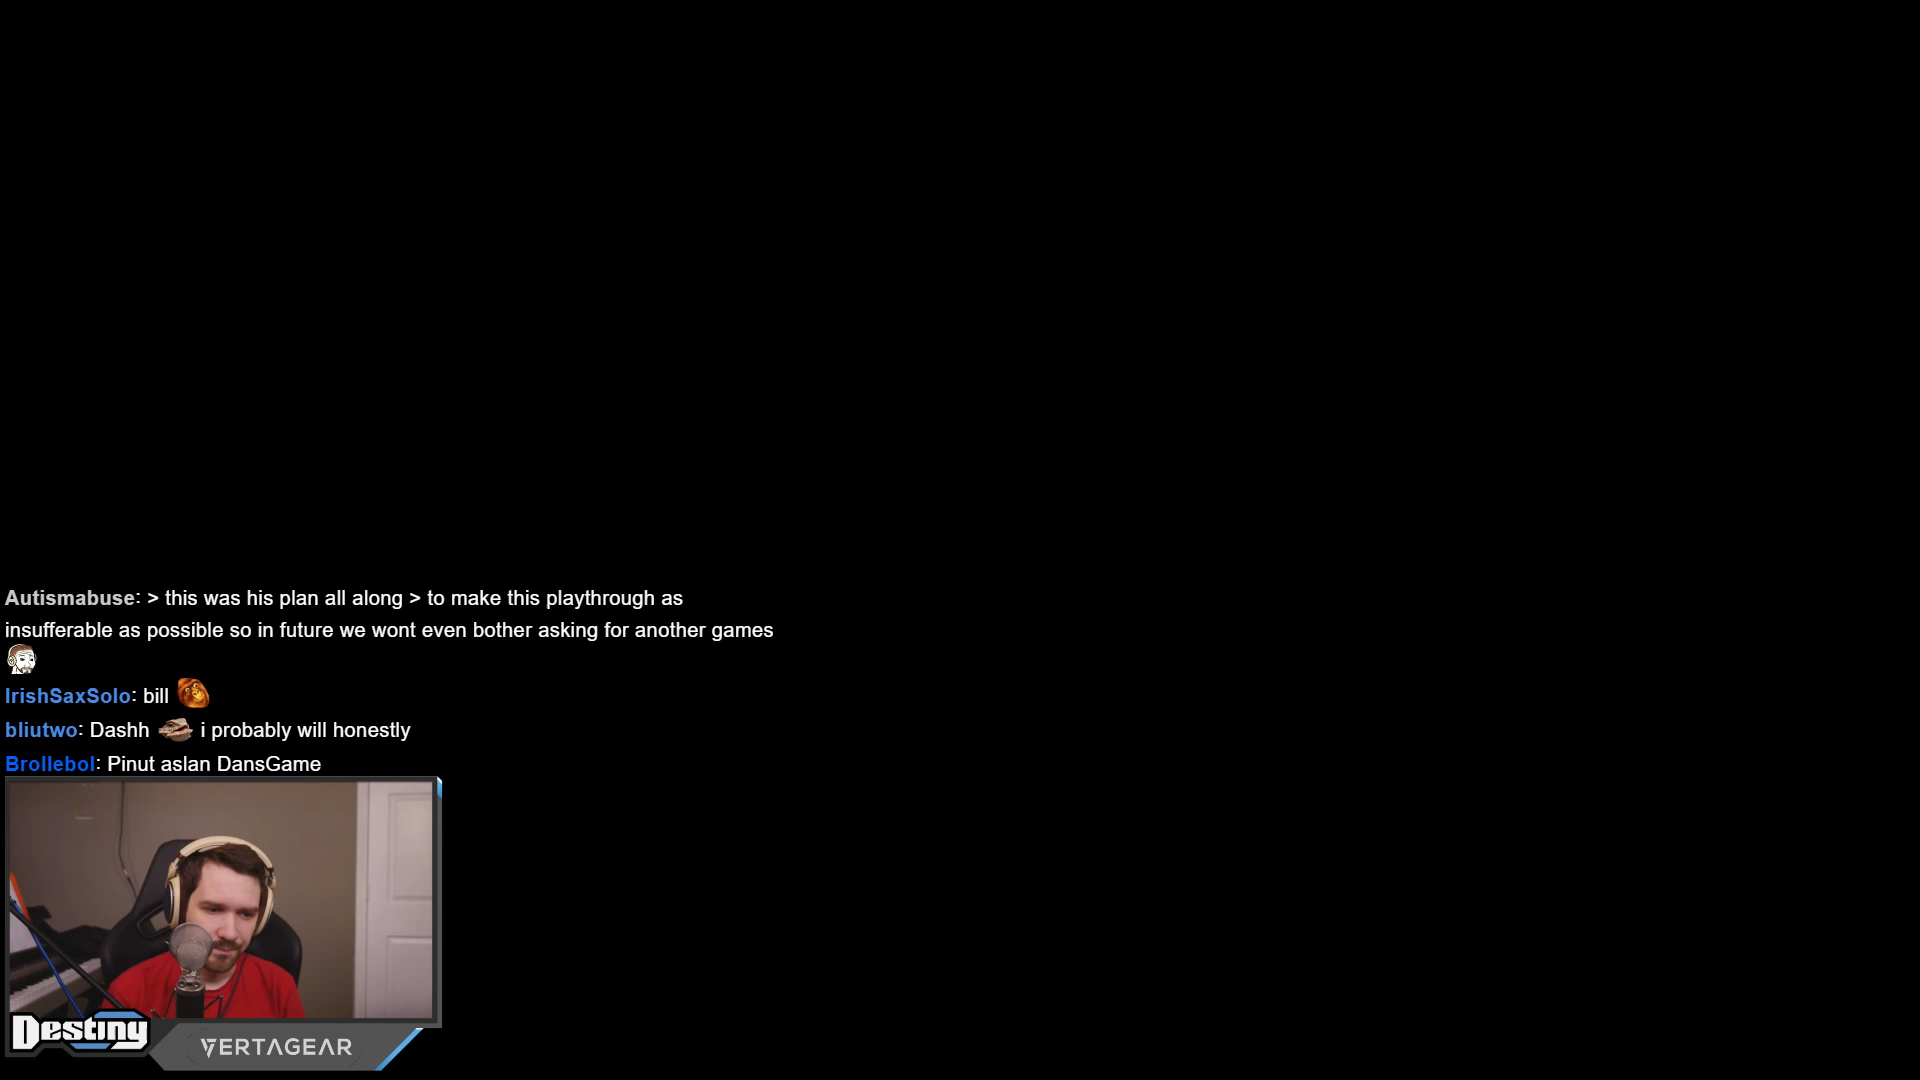 Autismabuse: > this was his plan all along > to make this playthrough as
insufferable as possible so in future we wont even bother asking for another games
IrishSaxSolo: bill
bliutwo: Dashh i probably will honestly
Brollebol: Pinut aslan DansGame
Destiny
VERTAGEAR